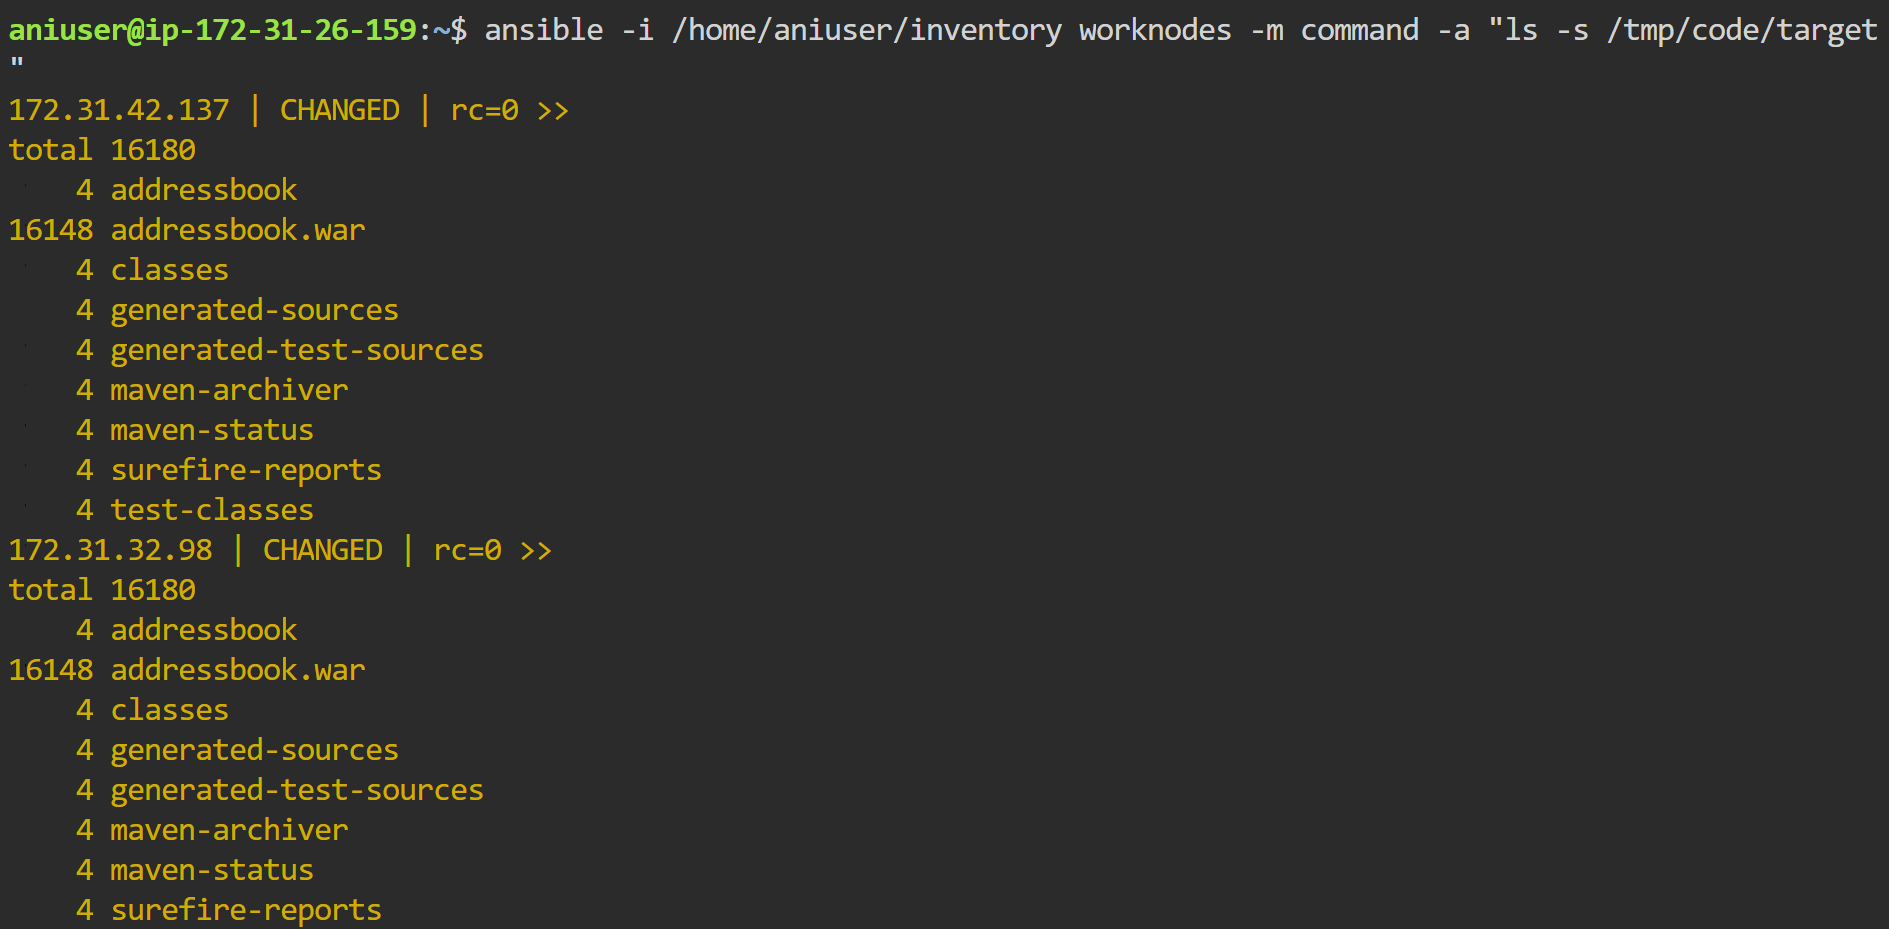 aniuser@ip-172-31-26-159:~$ ansible -i /home/aniuser/inventory worknodes -m command -a "ls -s /tmp/code/target
"
172.31.42.137 | CHANGED | rc=0 >>
total 16180
    4 addressbook
16148 addressbook.war
    4 classes
    4 generated-sources
    4 generated-test-sources
    4 maven-archiver
    4 maven-status
    4 surefire-reports
    4 test-classes
172.31.32.98 | CHANGED | rc=0 >>
total 16180
    4 addressbook
16148 addressbook.war
    4 classes
    4 generated-sources
    4 generated-test-sources
    4 maven-archiver
    4 maven-status
    4 surefire-reports